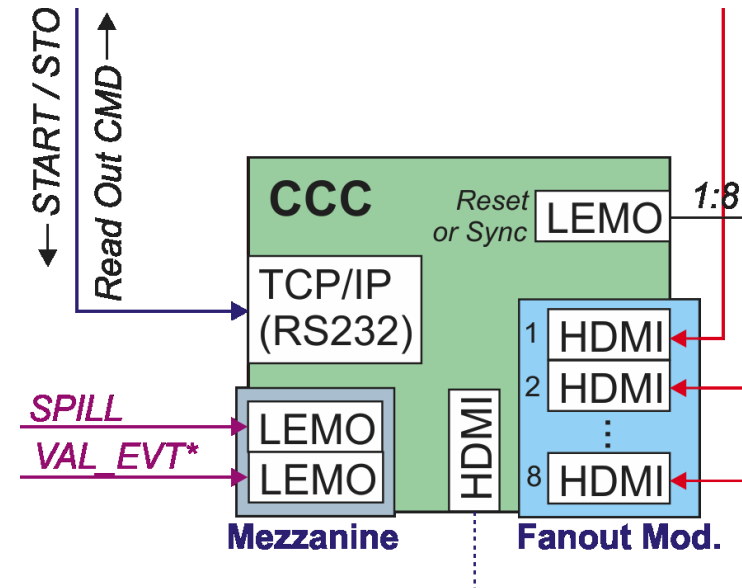 ← START / STO
Read Out CMD →
CCC
Reset
or Sync
LEMO
1:8
TCP/IP
(RS232)
1
HDMI
2
HDMI
⋮
8
HDMI
SPILL
LEMO
VAL_EVT*
LEMO
HDMI
Mezzanine
Fanout Mod.